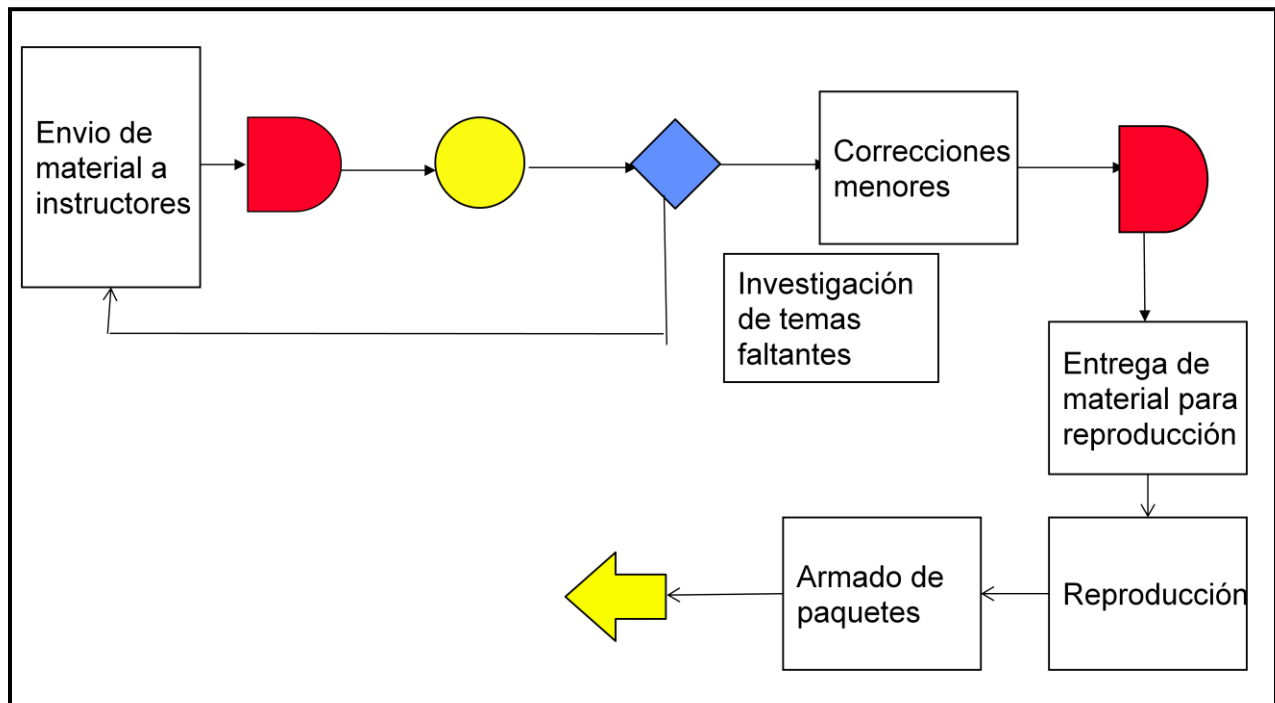 Envio de
material a
instructores
Correcciones
menores
Investigación
de temas
faltantes
Entrega de
material para
reproducción
Armado de
paquetes
Reproducción